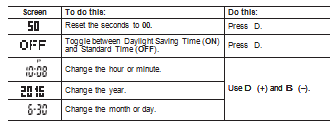 Screen To do this: Do this:
50 Reset the seconds to 00. Press D.
OFF Toggle between Daylight Saving Time (ON) and Standard Time (OFF). Press D.
P 10:08 Change the hour or minute.
2016 Change the year. Use D (+) and B (–).
6-30 Change the month or day.